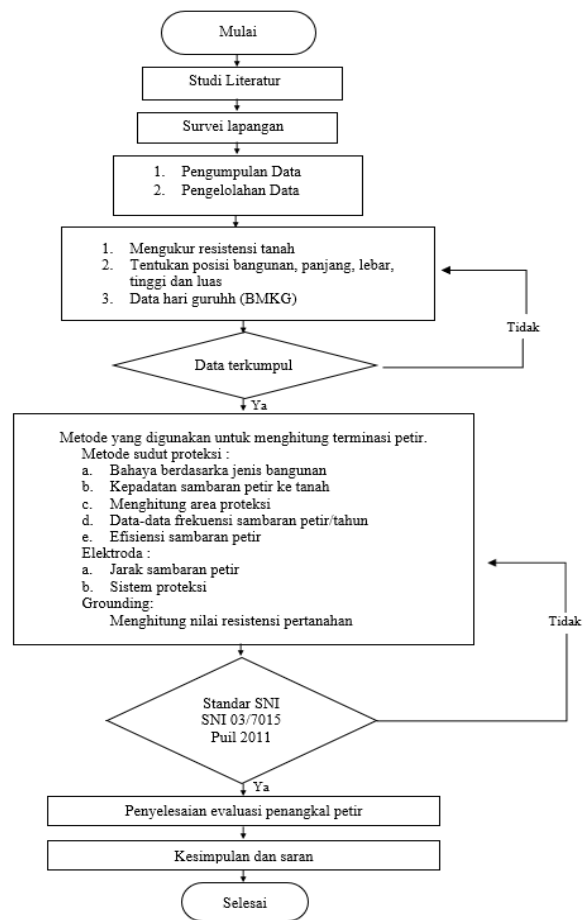 Mulai
Studi Literatur
Survei lapangan
1. Pengumpulan Data
2. Pengelolahan Data
1. Mengukur resistensi tanah
2. Tentukan posisi bangunan, panjang, lebar,
tinggi dan luas
3. Data hari guruhh (BMKG)
Tidak
Data terkumpul
Ya
Metode yang digunakan untuk menghitung terminasi petir.
Metode sudut proteksi :
a. Bahaya berdasarka jenis bangunan
b. Kepadatan sambaran petir ke tanah
c. Menghitung area proteksi
d. Data-data frekuensi sambaran petir/tahun
e. Efisiensi sambaran petir
Elektroda :
a. Jarak sambaran petir
b. Sistem proteksi
Grounding:
Menghitung nilai resistensi pertanahan
Tidak
Standar SNI
SNI 03/7015
Puil 2011
Ya
Penyelesaian evaluasi penangkal petir
Kesimpulan dan saran
Selesai